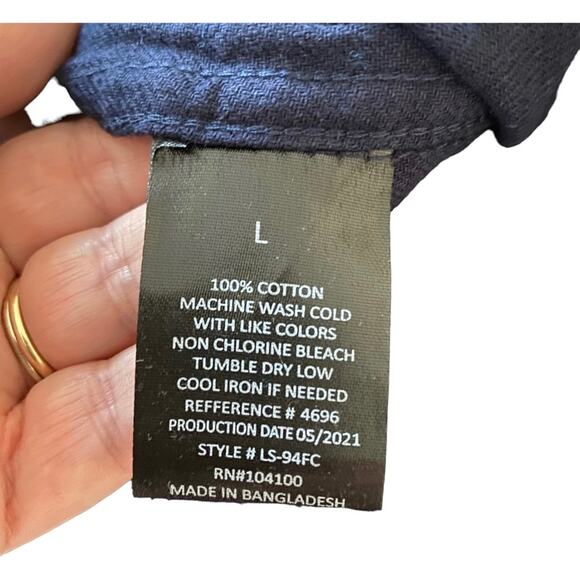 L
100% COTTON
MACHINE WASH COLD
WITH LIKE COLORS
NON CHLORINE BLEACH
TUMBLE DRY LOW
COOL IRON IF NEEDED
REFFERENCE # 4696
PRODUCTION DATE 05/2021
STYLE # LS-94FC
RN#104100
MADE IN BANGLADESH